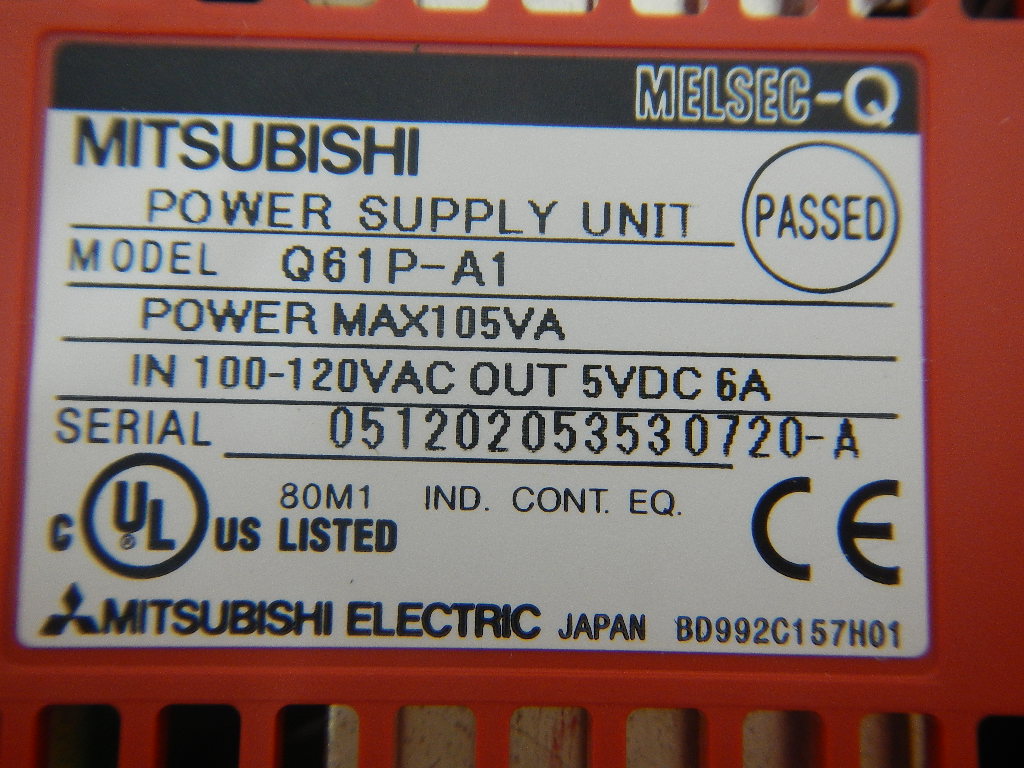 MELSEC-Q
MITSUBISHI
POWER SUPPLY UNIT
PASSED
MODEL Q61P-A1
POWER MAX105VA
IN 100-120VAC OUT 5VDC 6A
SERIAL 051202053530720-A
80M1 IND. CONT. EQ.
C UL ® US LISTED
CE
MITSUBISHI ELECTRIC JAPAN BD992C157H01